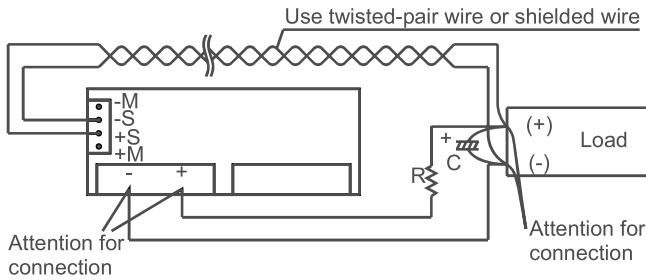 Use twisted-pair wire or shielded wire
-M
-S
+S
+M
- +
+
C
R
(+)
(-)
Load
Attention for
connection
Attention for
connection